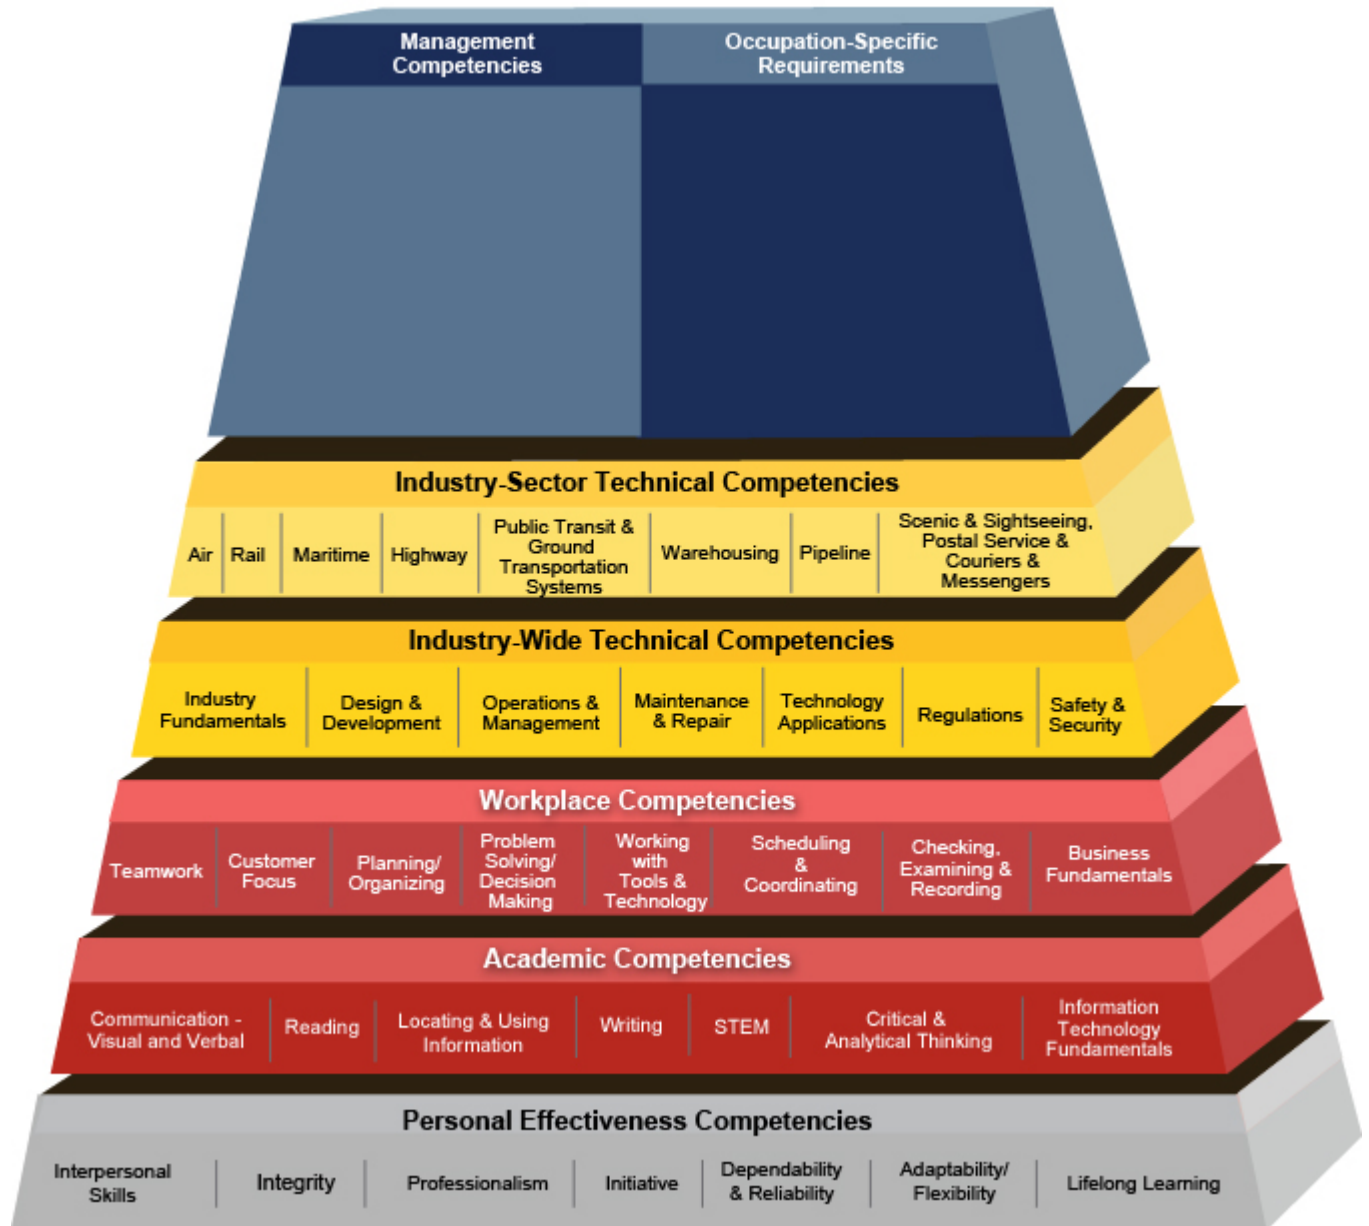 Management
Competencies
Occupation-Specific
Requirements
Industry-Sector Technical Competencies
Air
Rail
Maritime
Highway
Public Transit &
Ground
Transportation
Systems
Warehousing
Pipeline
Scenic & Sightseeing,
Postal Service &
Couriers &
Messengers
Industry-Wide Technical Competencies
Industry
Fundamentals
Design &
Development
Operations &
Management
Maintenance
& Repair
Technology
Applications
Regulations
Safety &
Security
Workplace Competencies
Teamwork
Customer
Focus
Planning/
Organizing
Problem
Solving/
Decision
Making
Working
with
Tools &
Technology
Scheduling
&
Coordinating
Checking,
Examining &
Recording
Business
Fundamentals
Academic Competencies
Communication -
Visual and Verbal
Reading
Locating & Using
Information
Writing
STEM
Critical &
Analytical Thinking
Information
Technology
Fundamentals
Personal Effectiveness Competencies
Interpersonal
Skills
Integrity
Professionalism
Initiative
Dependability
& Reliability
Adaptability/
Flexibility
Lifelong Learning